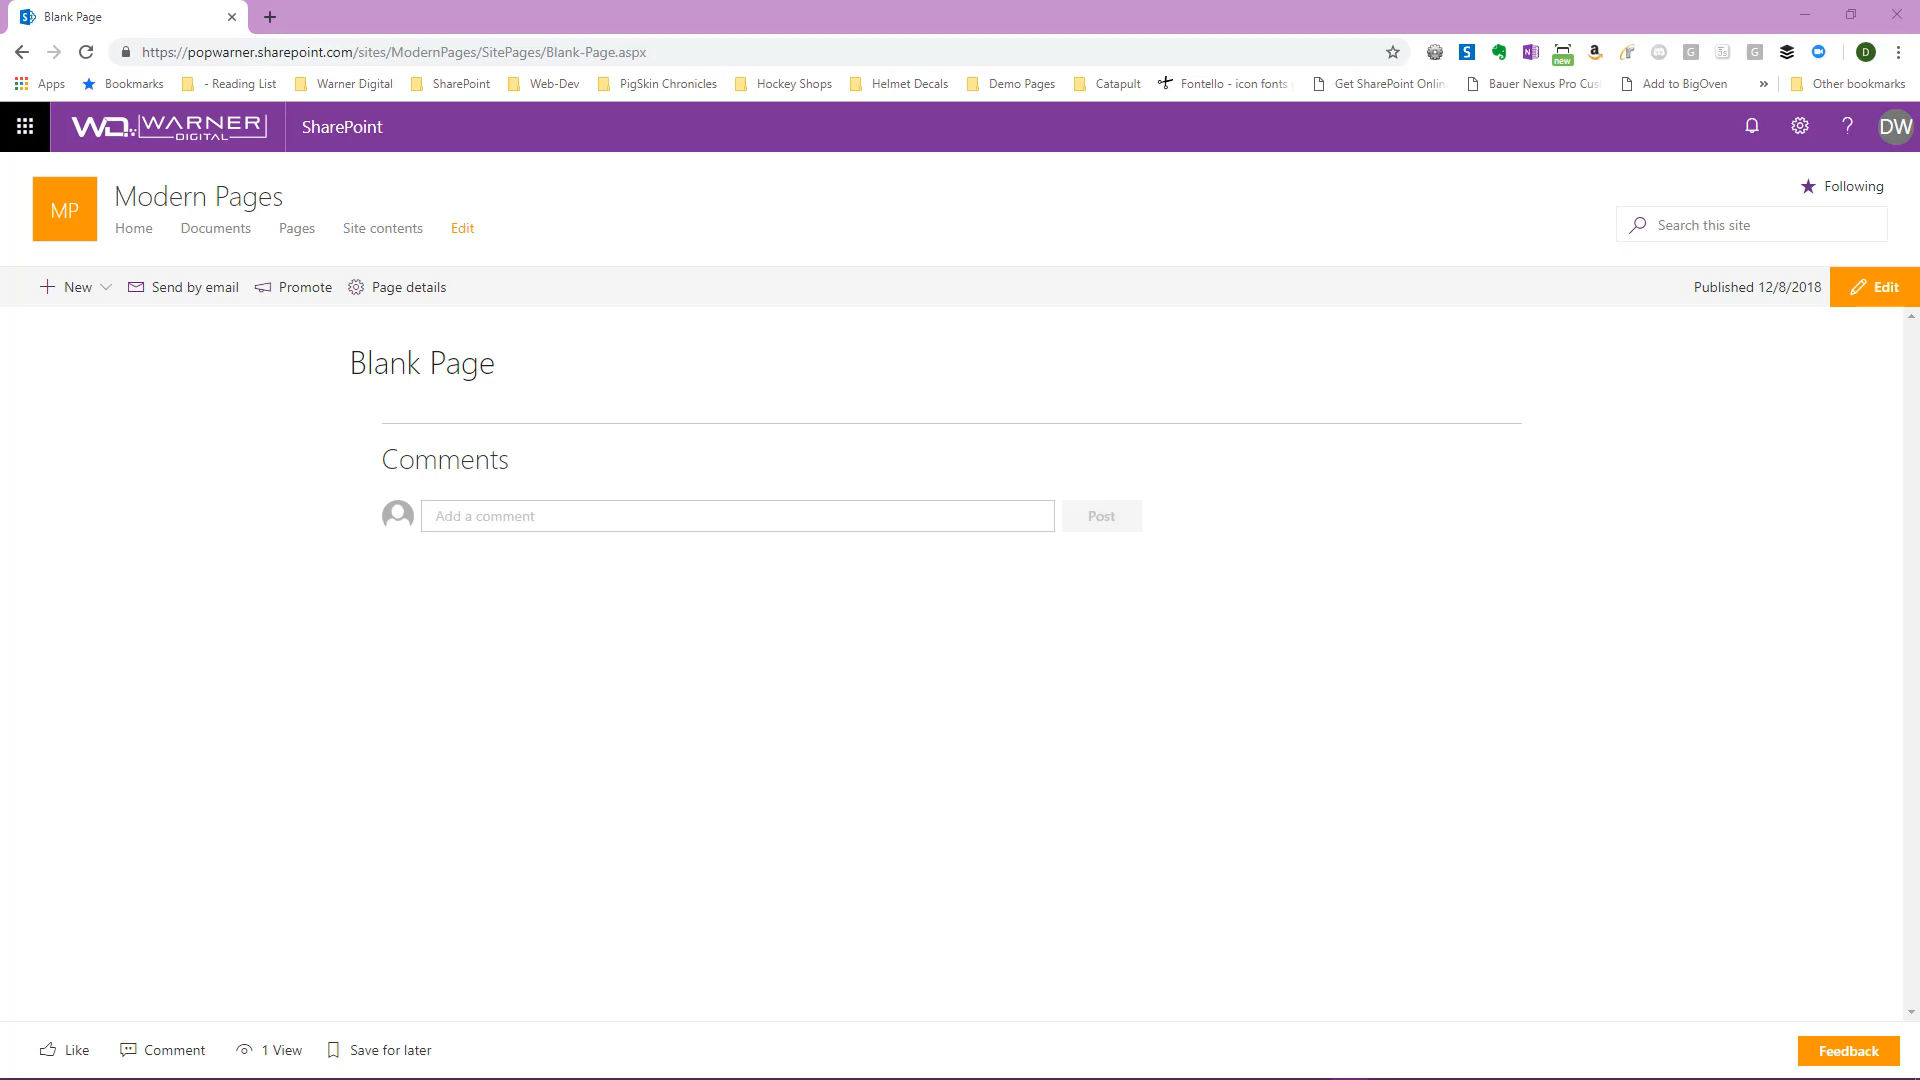 Blank Page
https://popwarner.sharepoint.com/sites/ModernPages/SitePages/Blank-Page.aspx
new
D
Apps Bookmarks - Reading List Warner Digital SharePoint Web-Dev PigSkin Chronicles Hockey Shops Helmet Decals Demo Pages Catapult Fontello - icon fonts Get SharePoint Onlin Bauer Nexus Pro Cus Add to BigOven » Other bookmarks
WD WARNER DIGITAL SharePoint ? DW
MP
Modern Pages
Following
Home Documents Pages Site contents Edit
Search this site
New Send by email Promote Page details Published 12/8/2018 Edit
Blank Page
Comments
Add a comment Post
Like Comment 1 View Save for later Feedback